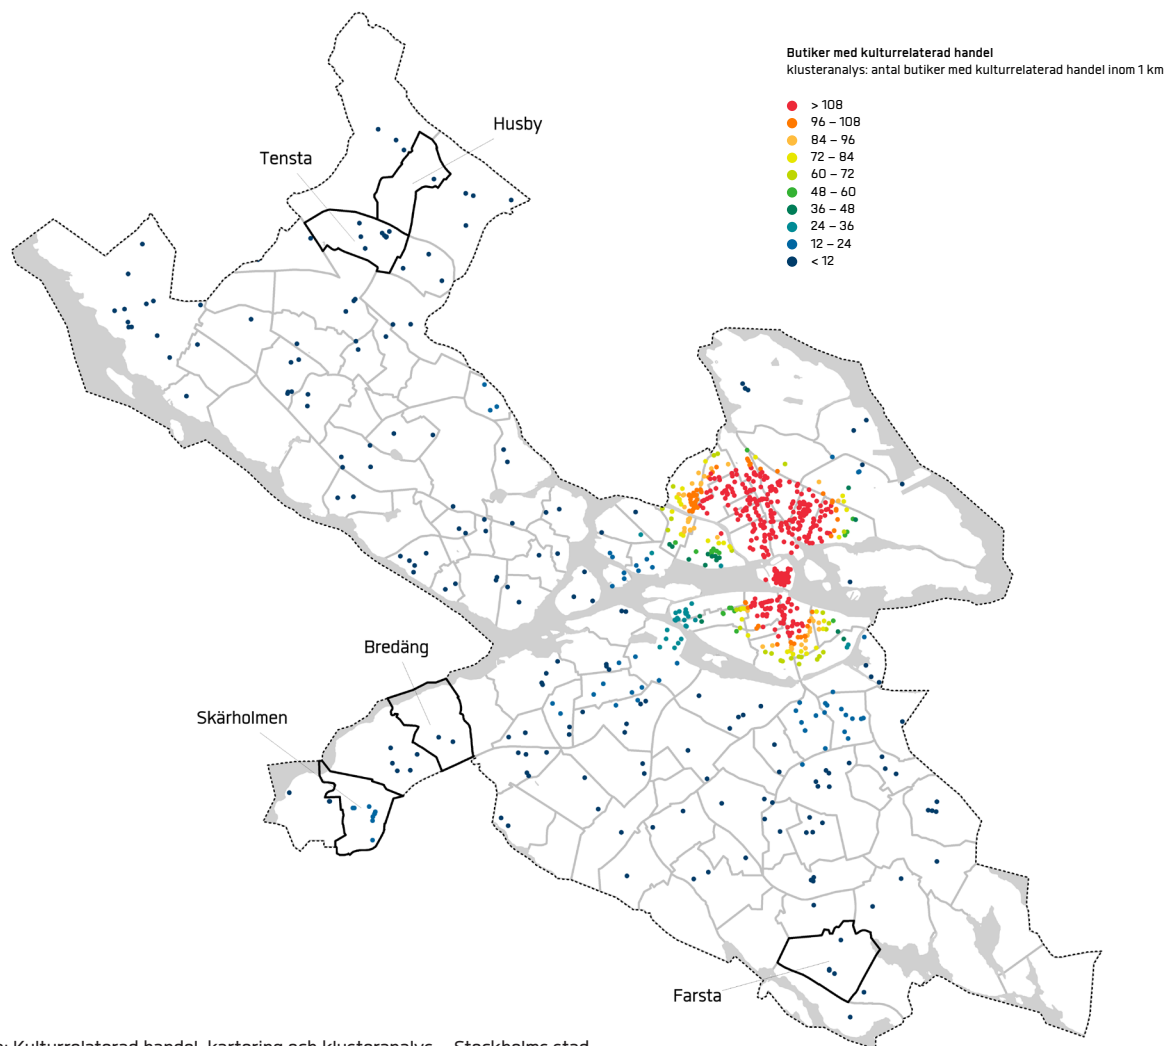 Butiker med kulturrelaterad handel
klusteranalys: antal butiker med kulturrelaterad handel inom 1 km
> 108
96 – 108
84 – 96
72 – 84
60 – 72
48 – 60
36 – 48
24 – 36
12 – 24
< 12
Husby
Tensta
Bredäng
Skärholmen
Farsta
Kulturrelaterad handel, kartering och klusteranalys – Stockholms stad